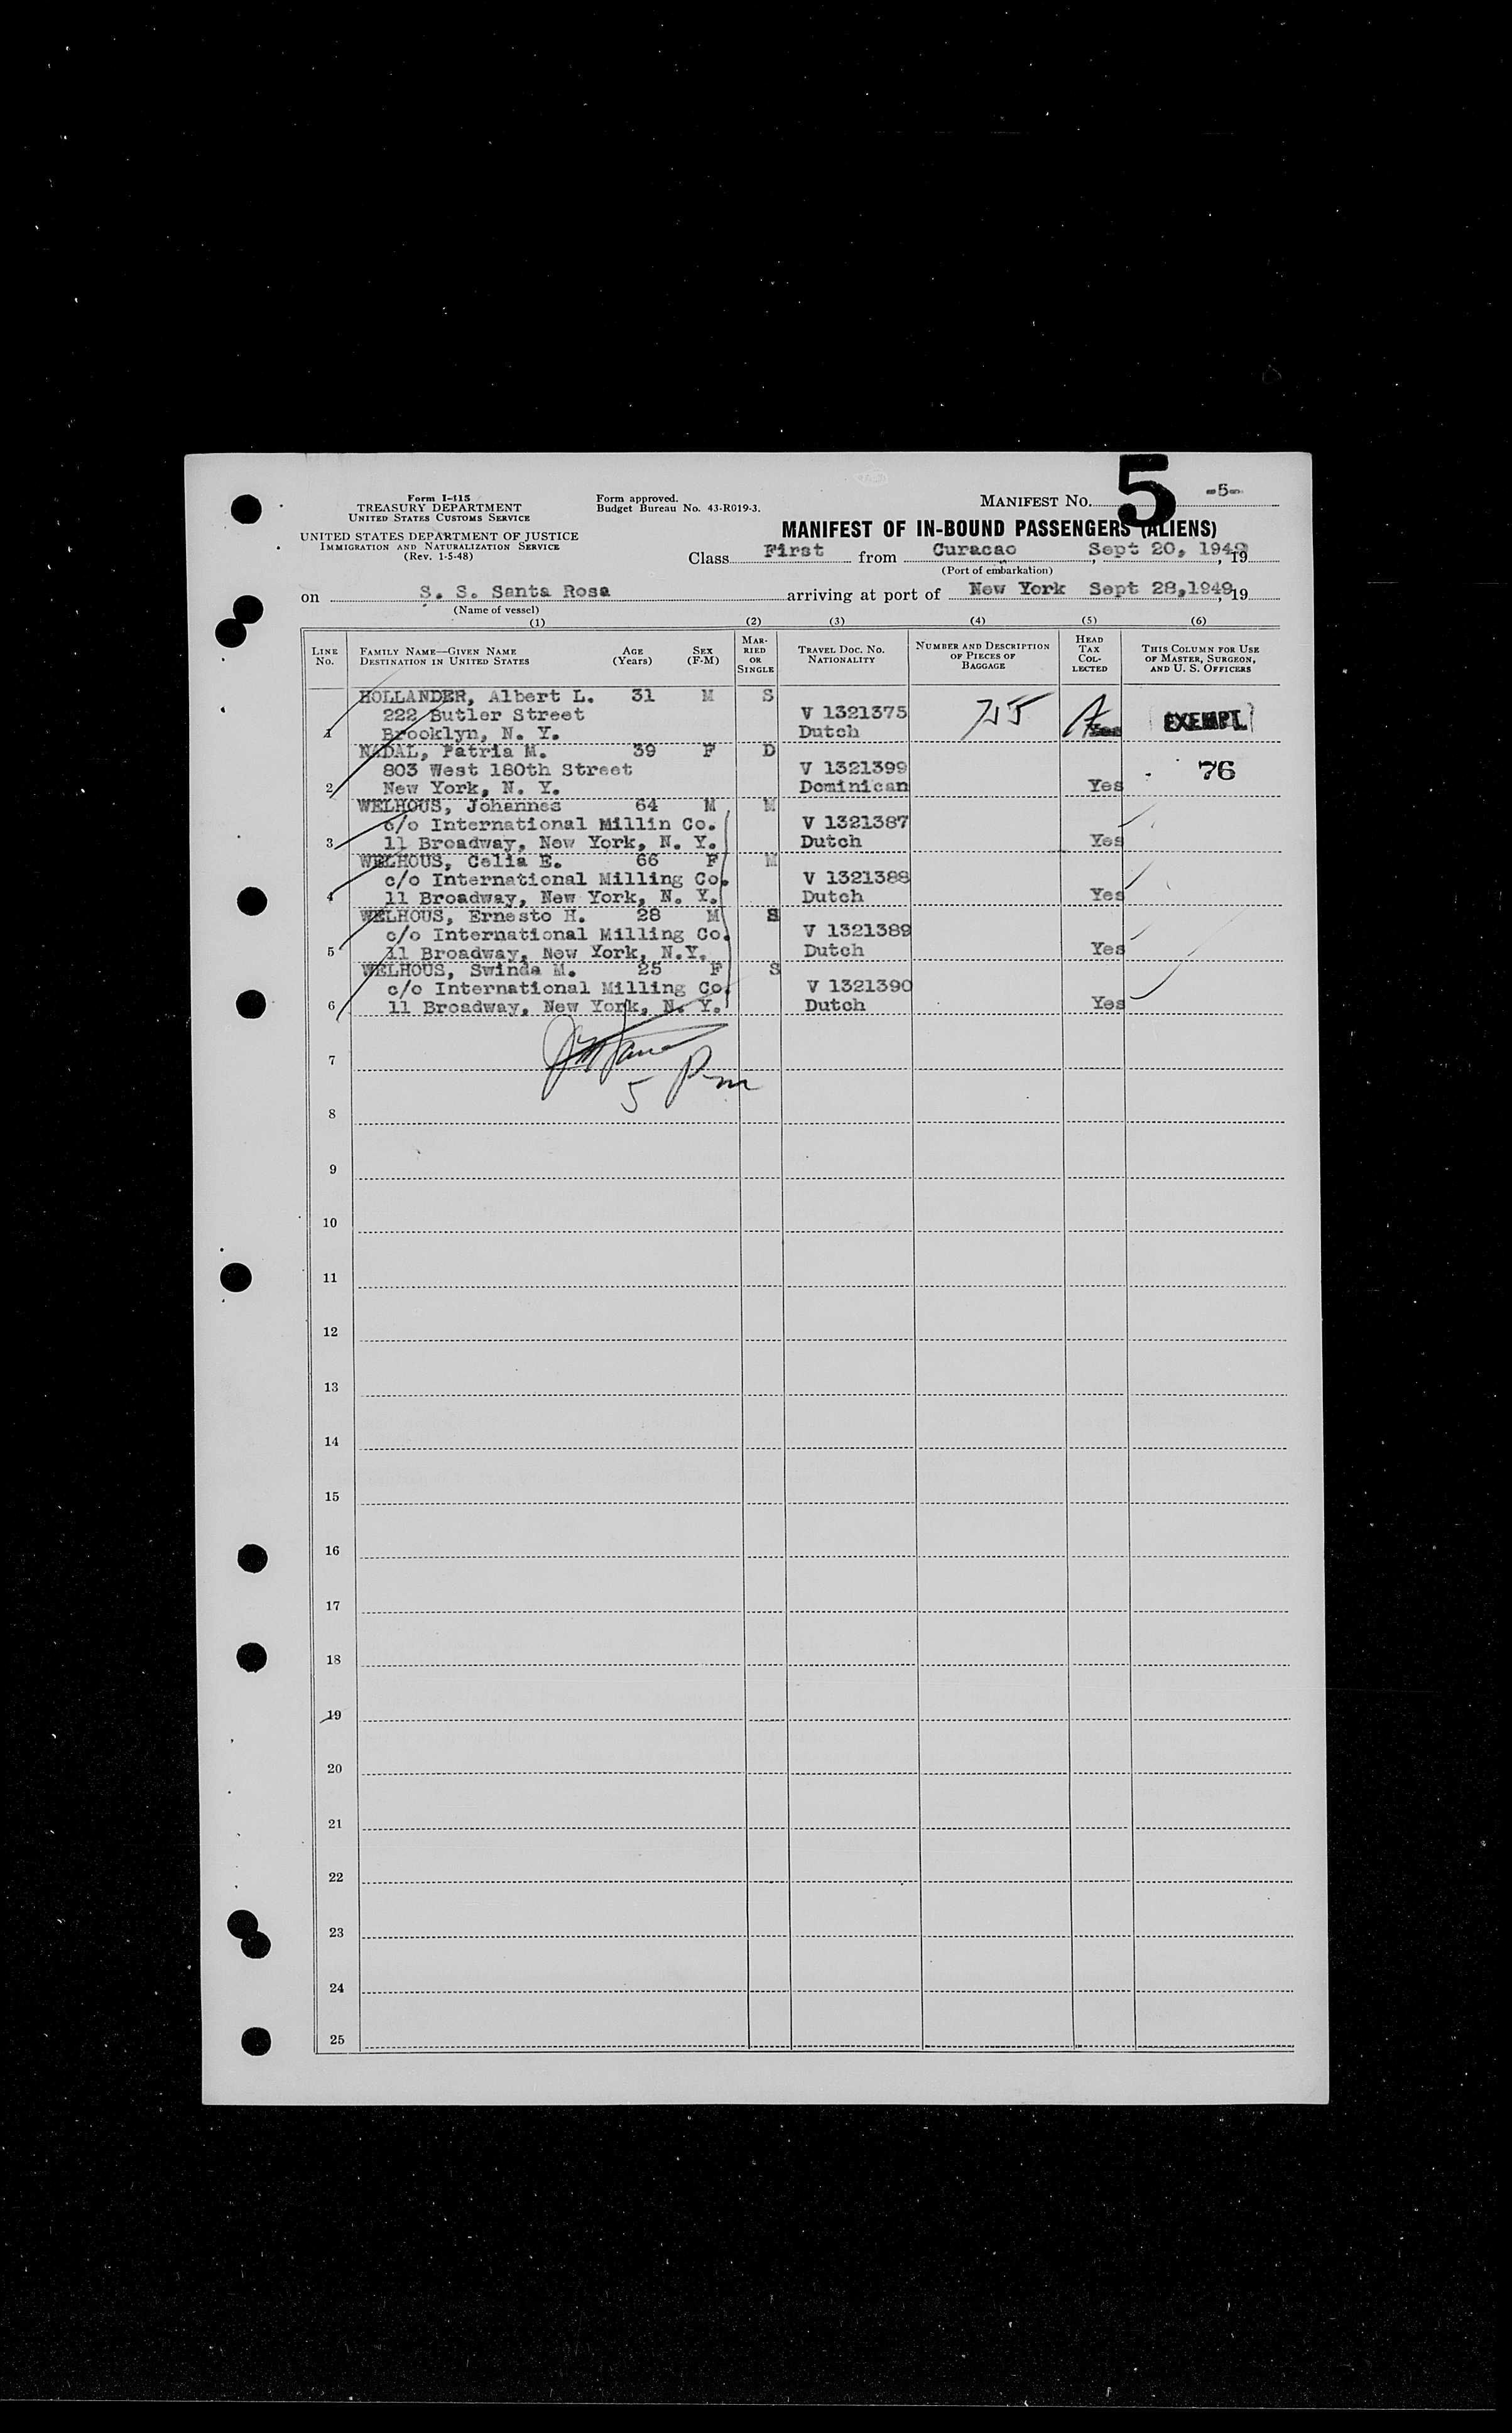 Form I-415
TREASURY DEPARTMENT
UNITED STATES CUSTOMS SERVICE
UNITED STATES DEPARTMENT OF JUSTICE
IMMIGRATION AND NATURALIZATION SERVICE
(Rev. 1-5-48)
Form approved.
Budget Bureau No. 43-R019-3.
MANIFEST NO. 5 -5-
MANIFEST OF IN-BOUND PASSENGERS (ALIENS)
Class First from Curacao, Sept 20, 1949, 19
(Port of embarkation)
on S. S. Santa Rosa arriving at port of New York Sept 28,1949, 19
(Name of vessel)
(1) (2) (3) (4) (5) (6)
LINE No. FAMILY NAME—GIVEN NAME DESTINATION IN UNITED STATES AGE (Years) SEX (F-M) MARRIED OR SINGLE TRAVEL DOC. NO. NATIONALITY NUMBER AND DESCRIPTION OF PIECES OF BAGGAGE HEAD TAX COLLECTED THIS COLUMN FOR USE OF MASTER, SURGEON, AND U. S. OFFICERS
HOLLANDER, Albert L. 31 M S
222 Butler Street V 1321375 EXEMPT
1 Brooklyn, N. Y. Dutch
NADAL, Patria M. 39 F D
803 West 180th Street V 1321399 76
2 New York, N. Y. Dominican Yes
WELHOUS, Johannes 64 M M
c/o International Millin Co. V 1321387
3 11 Broadway, New York, N. Y. Dutch Yes
WELHOUS, Celia E. 66 F M
c/o International Milling Co. V 1321388
4 11 Broadway, New York, N. Y. Dutch Yes
WELHOUS, Ernesto H. 28 M S
c/o International Milling Co. V 1321389
5 11 Broadway, New York, N.Y. Dutch Yes
WELHOUS, Swinda M. 25 F S
c/o International Milling Co. V 1321390
6 11 Broadway, New York, N. Y. Dutch Yes
7
5 Pm
8
9
10
11
12
13
14
15
16
17
18
19
20
21
22
23
24
25